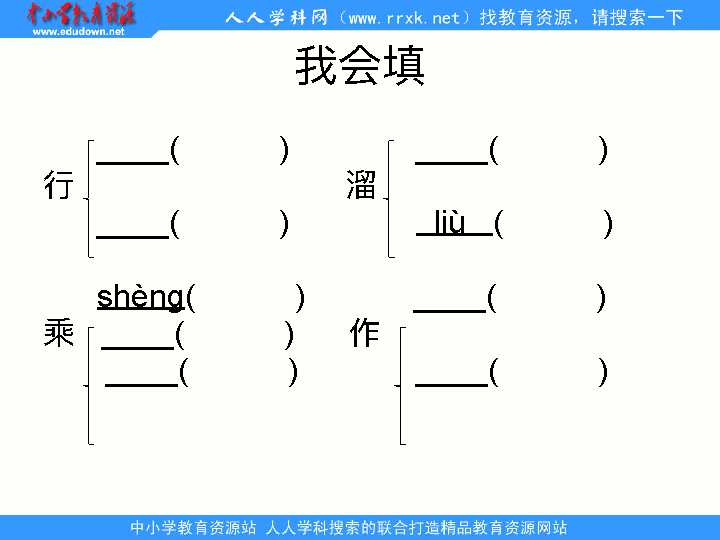 中小学教育资源
www.edudown.net
人人学科网（www.rrxk.net）找教育资源，请搜索一下
我会填
行
____( )
____( )
溜
____( )
liù ( )
乘
shèng( )
____( )
____( )
作
____( )
____( )
中小学教育资源站 人人学科搜索的联合打造精品教育资源网站